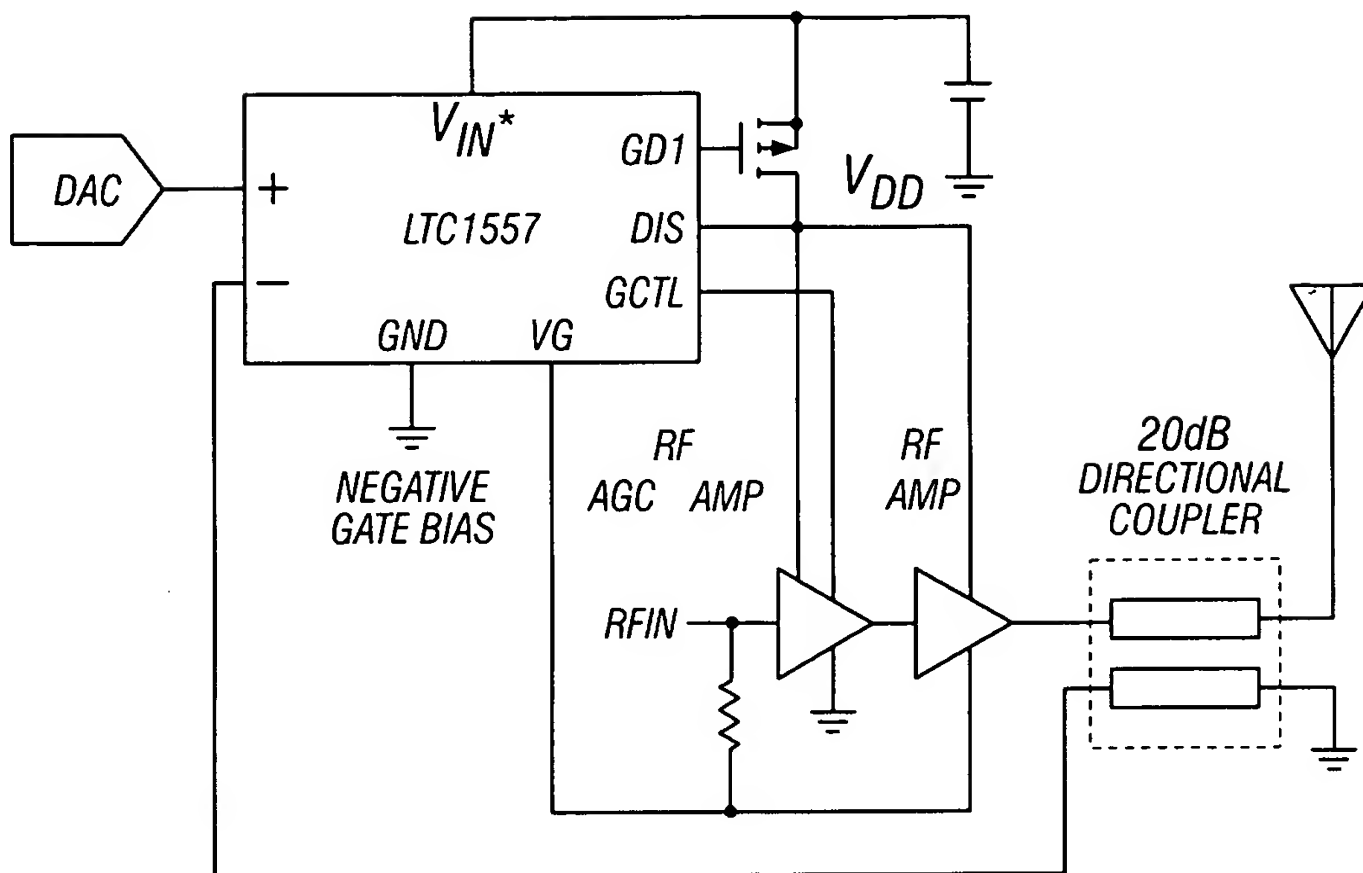 V_IN*
GD1
DAC
+
LTC1557
DIS
V_DD
−
GCTL
GND
VG
NEGATIVE
GATE BIAS
RF
AGC AMP
RF
AMP
20dB
DIRECTIONAL
COUPLER
RFIN